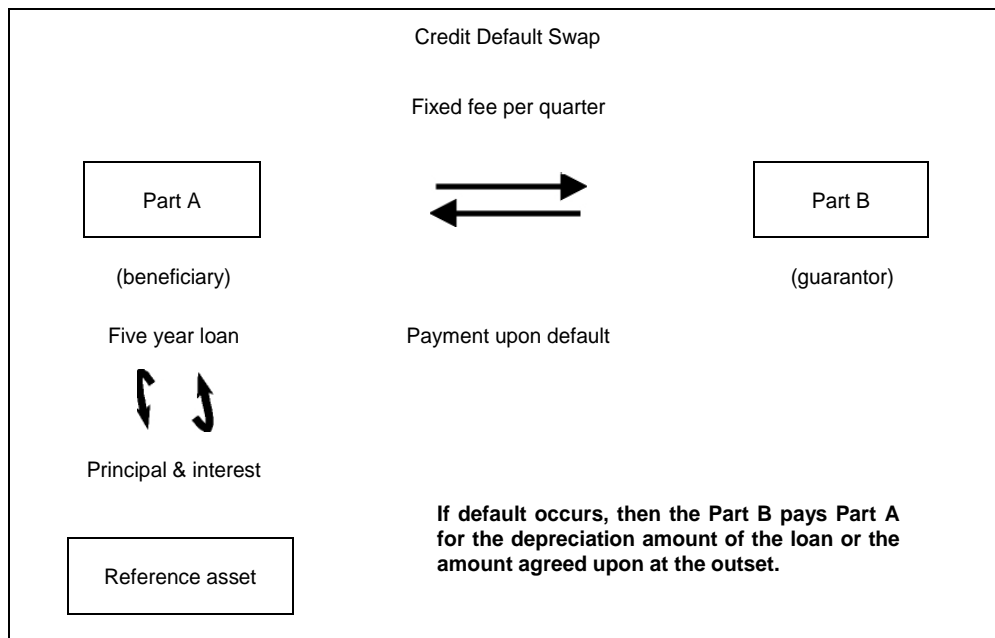 Credit Default Swap
Fixed fee per quarter
Part A
Part B
(beneficiary)
(guarantor)
Five year loan
Payment upon default
Principal & interest
If default occurs, then the Part B pays Part A
for the depreciation amount of the loan or the
amount agreed upon at the outset.
Reference asset